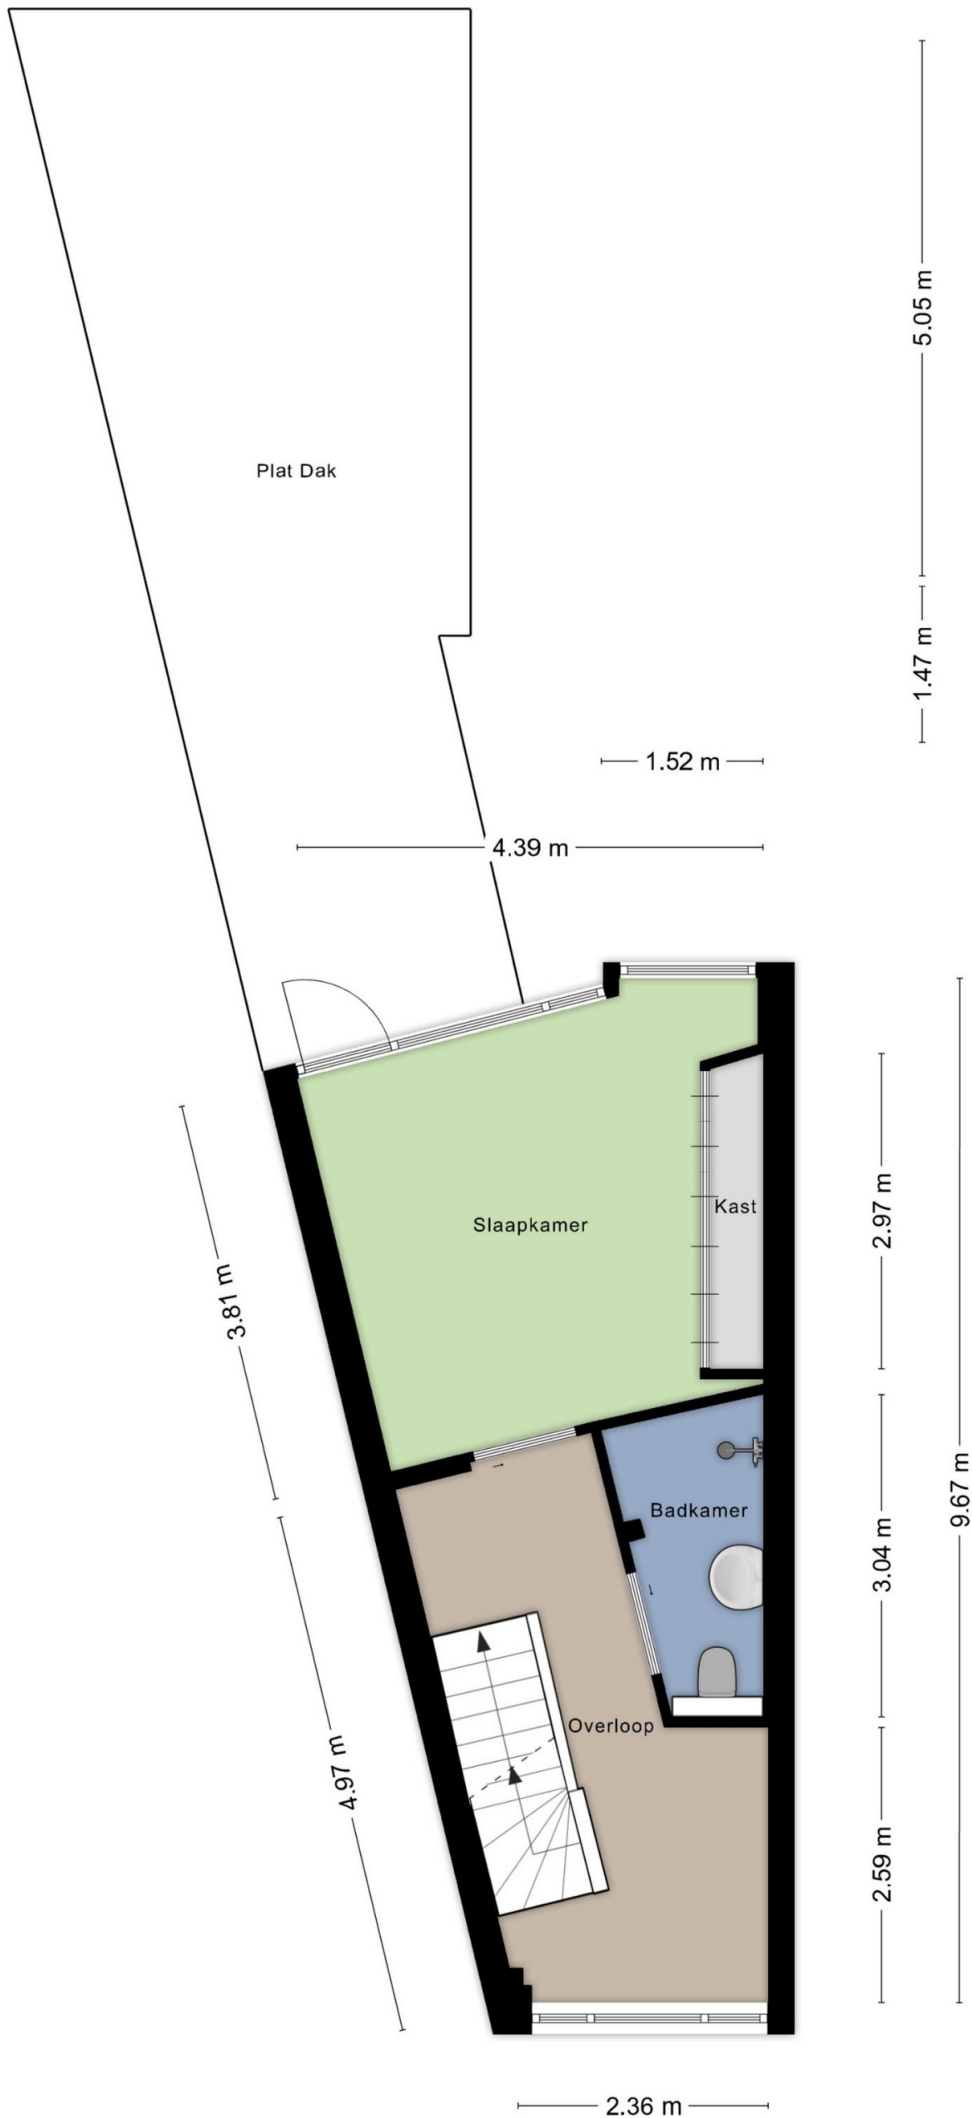 5.05 m
Plat Dak
1.47 m
1.52 m
4.39 m
Slaapkamer
Kast
2.97 m
3.81 m
9.67 m
Badkamer
3.04 m
Overloop
4.97 m
2.59 m
2.36 m